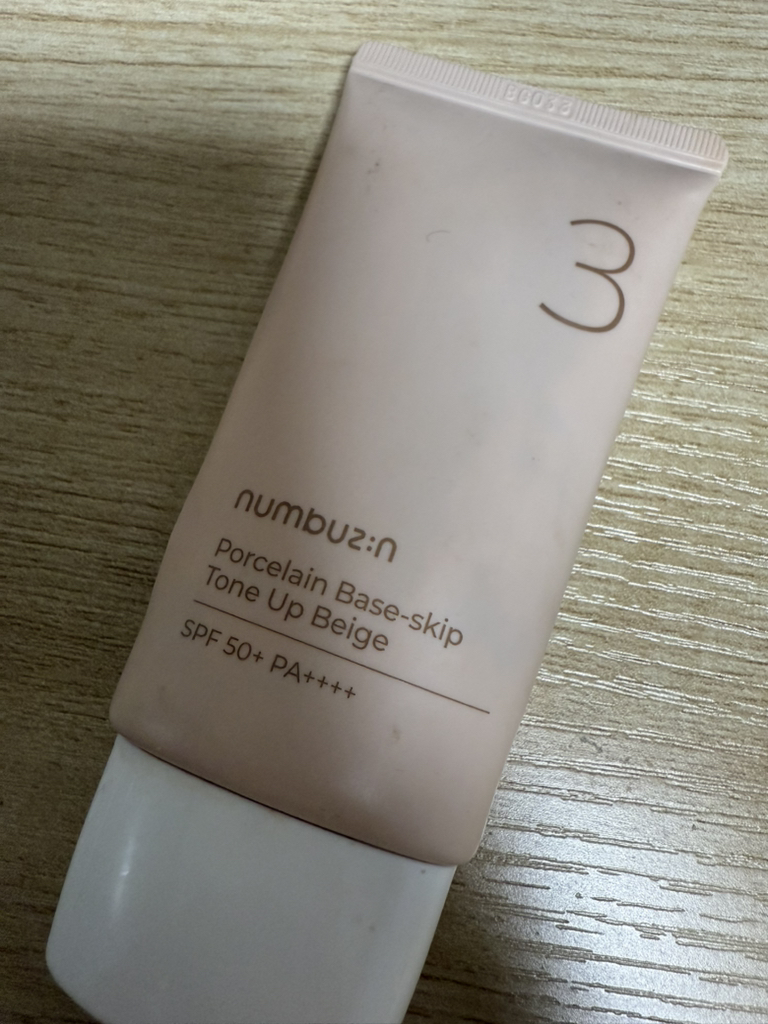 3
numbuz:n
Porcelain Base-skip
Tone Up Beige
SPF 50+ PA++++